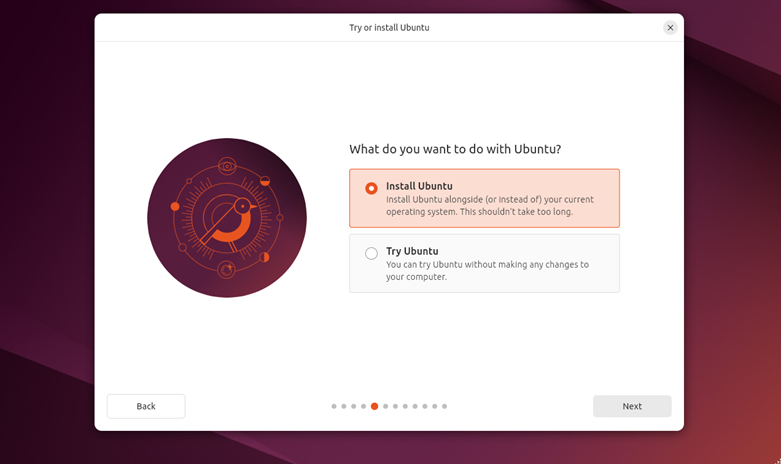 Try or install Ubuntu
What do you want to do with Ubuntu?
Install Ubuntu
Install Ubuntu alongside (or instead of) your current
operating system. This shouldn't take too long.
Try Ubuntu
You can try Ubuntu without making any changes to
your computer.
Back
Next